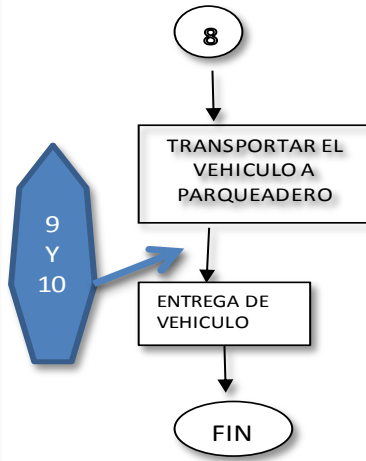 8
TRANSPORTAR EL
VEHICULO A
PARQUEADERO
9
Y
10
ENTREGA DE
VEHICULO
FIN